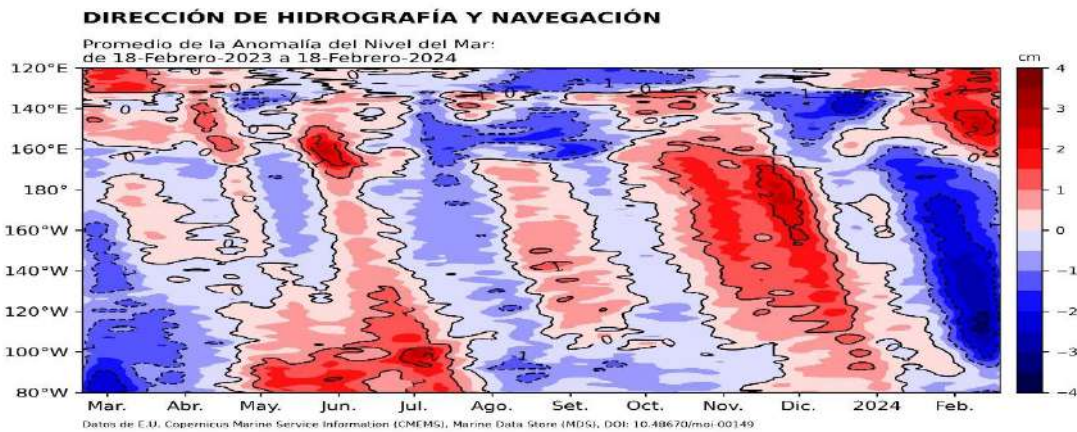 DIRECCIÓN DE HIDROGRAFÍA Y NAVEGACIÓN
Promedio de la Anomalía del Nivel del Mar:
de 18-Febrero-2023 a 18-Febrero-2024
cm
120°E
140°E
160°E
180°
160°W
140°W
120°W
100°W
80°W
4
3
2
1
0
−1
−2
−3
−4
Mar. Abr. May. Jun. Jul. Ago. Set. Oct. Nov. Dic. 2024 Feb.
Datos de E.U. Copernicus Marine Service Information (CMEMS), Marine Data Store (MDS), DOI: 10.48670/moi-00149